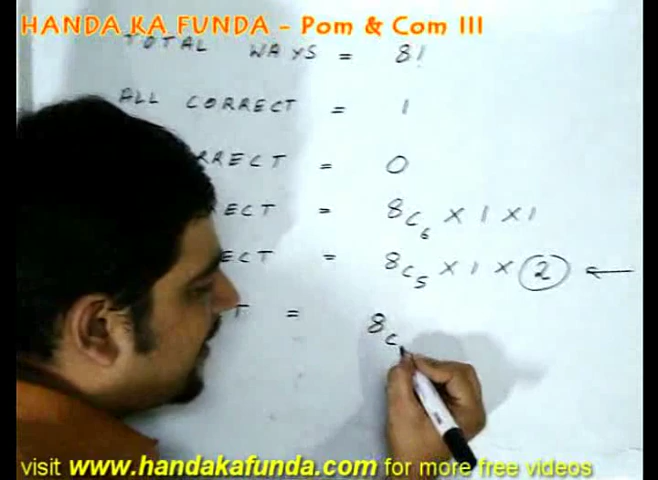 HANDA KA FUNDA - Pom & Com III
TOTAL WAYS = 8!
ALL CORRECT = 1
RRECT = 0
ECT = 8C6 X 1 X 1
ECT = 8C5 X 1 X 2 ←
T = 8C
visit www.handakafunda.com for more free videos